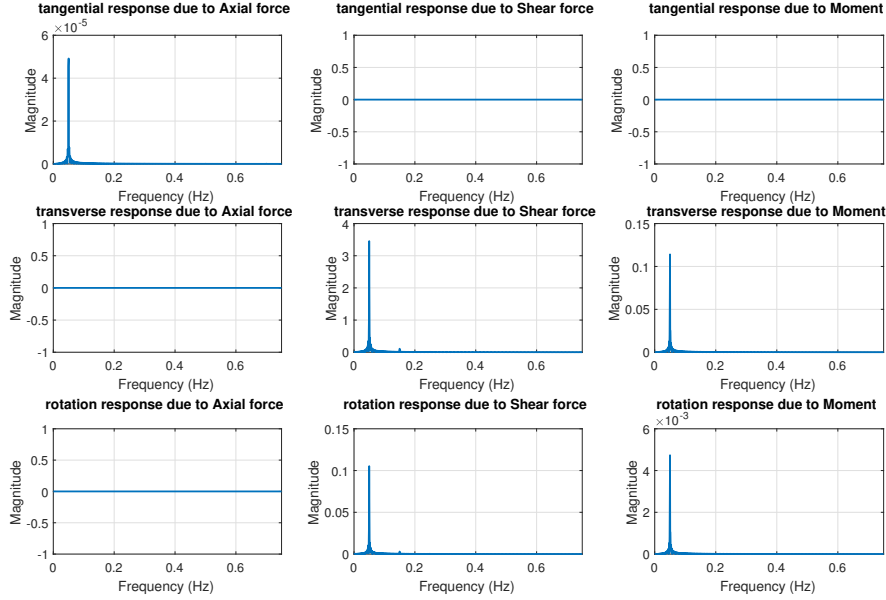 tangential response due to Axial force
×10^-5
6
4
2
0
Magnitude
0 0.2 0.4 0.6
Frequency (Hz)
tangential response due to Shear force
1
0.5
0
-0.5
-1
Magnitude
0 0.2 0.4 0.6
Frequency (Hz)
tangential response due to Moment
1
0.5
0
-0.5
-1
Magnitude
0 0.2 0.4 0.6
Frequency (Hz)
transverse response due to Axial force
1
0.5
0
-0.5
-1
Magnitude
0 0.2 0.4 0.6
Frequency (Hz)
transverse response due to Shear force
4
3
2
1
0
Magnitude
0 0.2 0.4 0.6
Frequency (Hz)
transverse response due to Moment
0.15
0.1
0.05
0
Magnitude
0 0.2 0.4 0.6
Frequency (Hz)
rotation response due to Axial force
1
0.5
0
-0.5
-1
Magnitude
0 0.2 0.4 0.6
Frequency (Hz)
rotation response due to Shear force
0.15
0.1
0.05
0
Magnitude
0 0.2 0.4 0.6
Frequency (Hz)
rotation response due to Moment
×10^-3
6
4
2
0
Magnitude
0 0.2 0.4 0.6
Frequency (Hz)